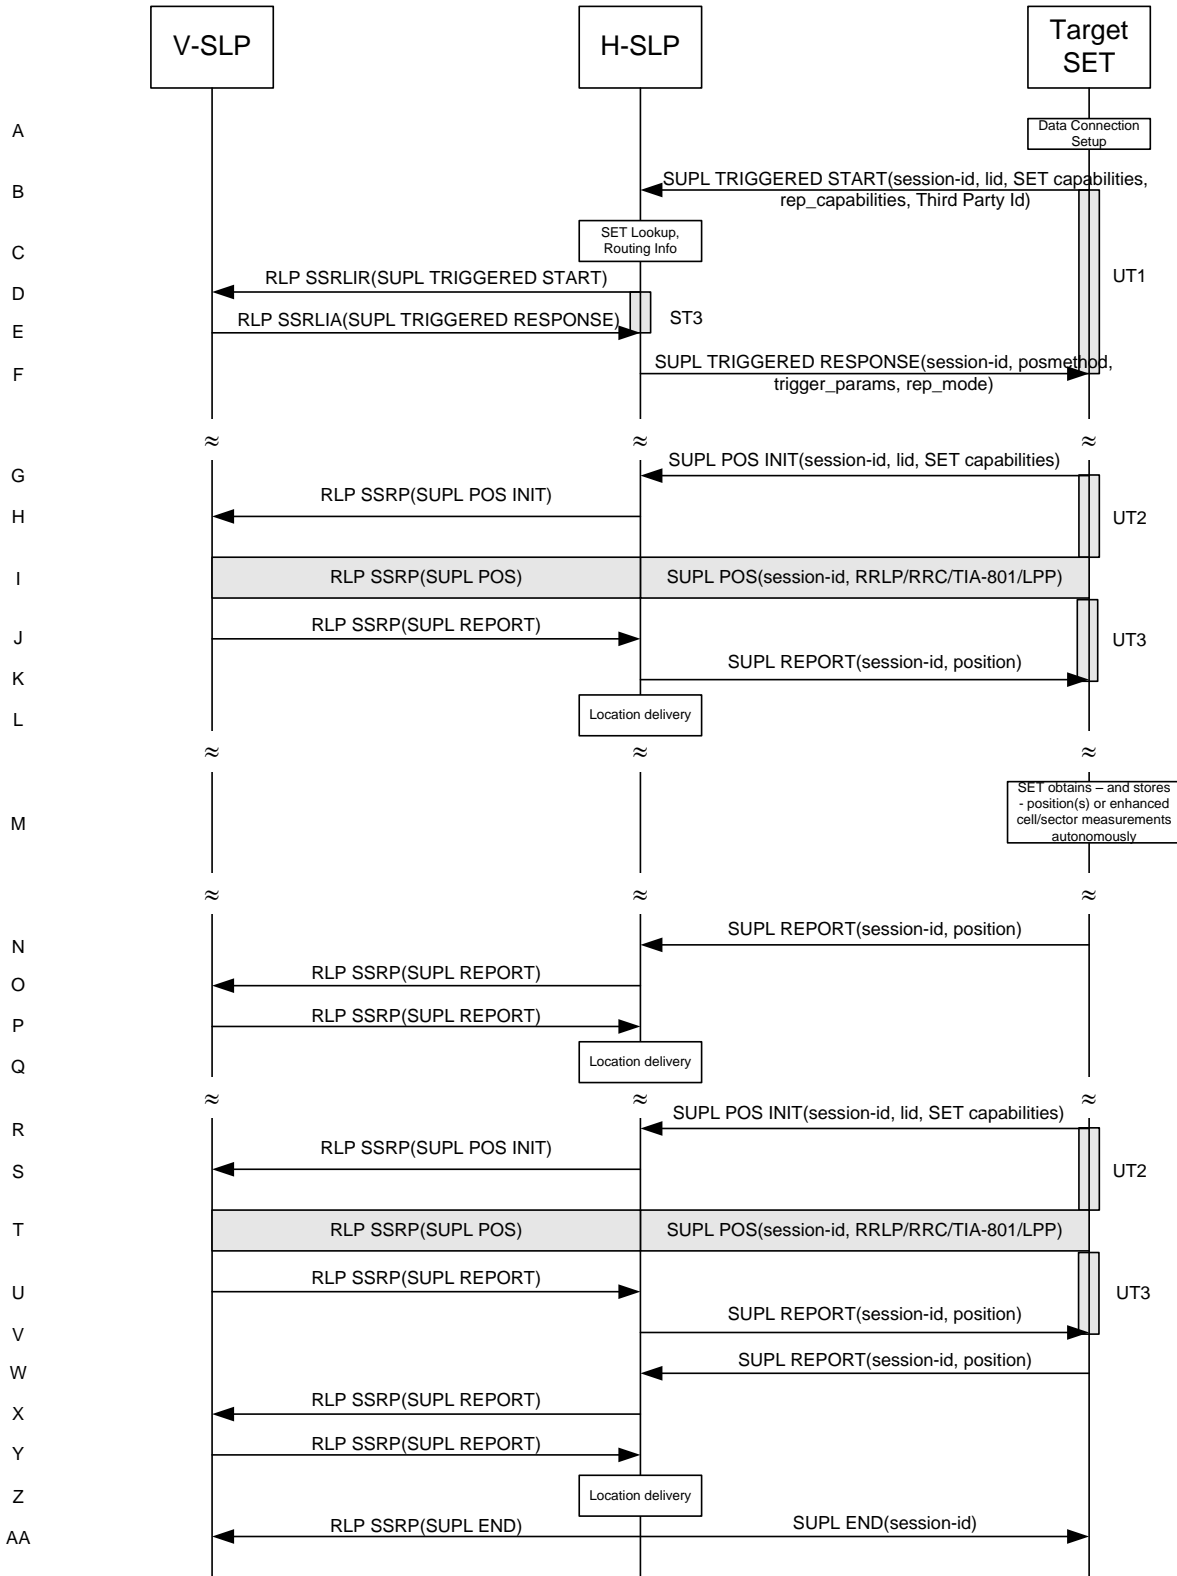 V-SLP
H-SLP
Target
SET
A
Data Connection
Setup
B
SUPL TRIGGERED START(session-id, lid, SET capabilities,
rep_capabilities, Third Party Id)
C
SET Lookup,
Routing Info
UT1
D
RLP SSRLIR(SUPL TRIGGERED START)
E
RLP SSRLIA(SUPL TRIGGERED RESPONSE)
ST3
F
SUPL TRIGGERED RESPONSE(session-id, posmethod,
trigger_params, rep_mode)
≈ ≈ ≈
G
SUPL POS INIT(session-id, lid, SET capabilities)
H
RLP SSRP(SUPL POS INIT)
UT2
I
RLP SSRP(SUPL POS)
SUPL POS(session-id, RRLP/RRC/TIA-801/LPP)
J
RLP SSRP(SUPL REPORT)
UT3
K
SUPL REPORT(session-id, position)
L
Location delivery
≈ ≈ ≈
M
SET obtains – and stores
- position(s) or enhanced
cell/sector measurements
autonomously
≈ ≈ ≈
N
SUPL REPORT(session-id, position)
O
RLP SSRP(SUPL REPORT)
P
RLP SSRP(SUPL REPORT)
Q
Location delivery
≈ ≈ ≈
R
SUPL POS INIT(session-id, lid, SET capabilities)
S
RLP SSRP(SUPL POS INIT)
UT2
T
RLP SSRP(SUPL POS)
SUPL POS(session-id, RRLP/RRC/TIA-801/LPP)
U
RLP SSRP(SUPL REPORT)
UT3
V
SUPL REPORT(session-id, position)
W
SUPL REPORT(session-id, position)
X
RLP SSRP(SUPL REPORT)
Y
RLP SSRP(SUPL REPORT)
Z
Location delivery
AA
RLP SSRP(SUPL END)
SUPL END(session-id)